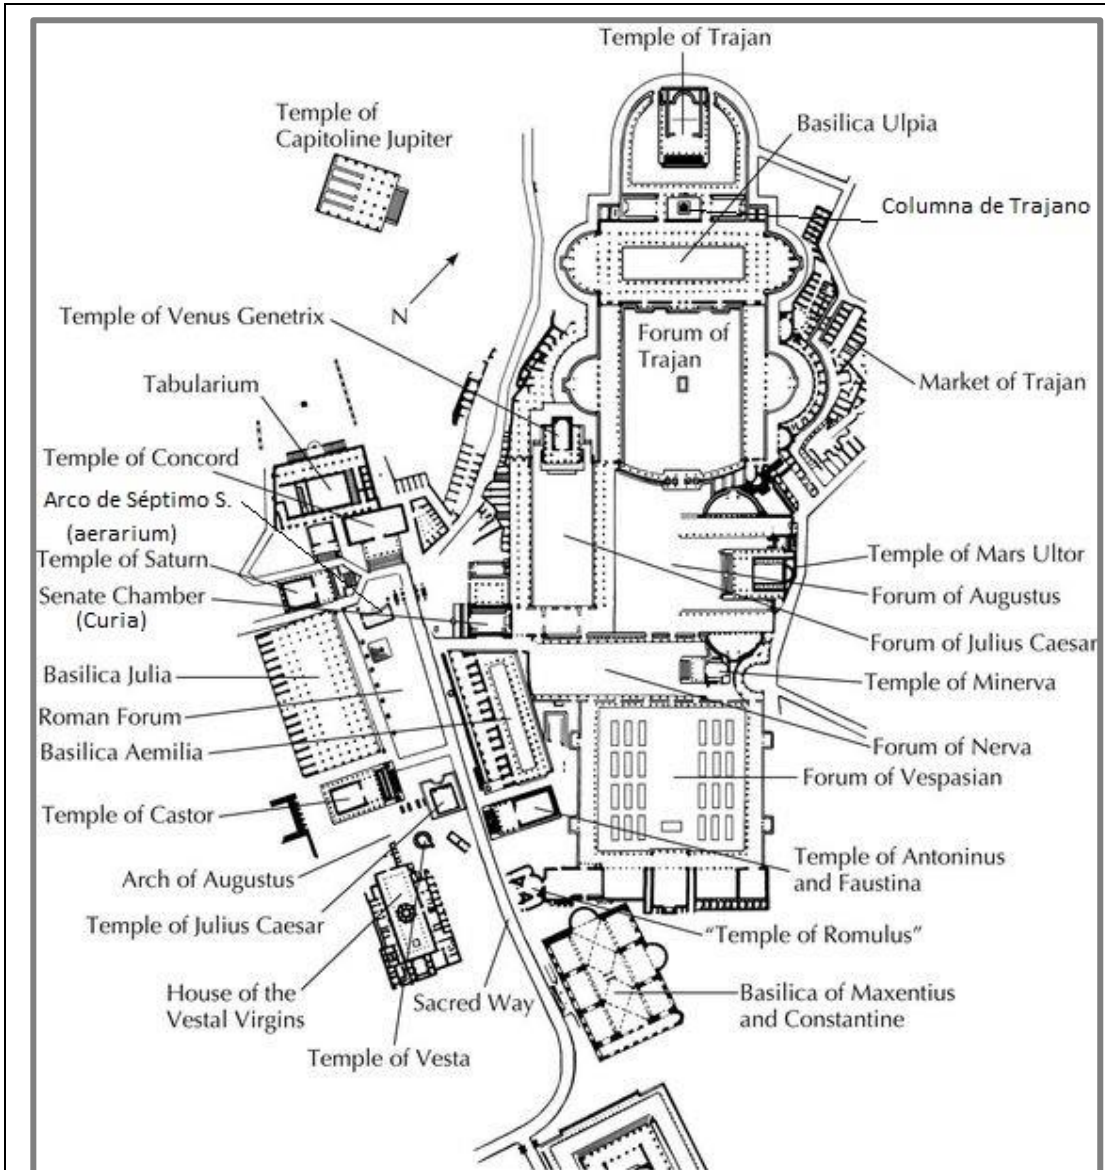 Temple of Trajan
Temple of
Capitoline Jupiter
Basilica Ulpia
Columna de Trajano
N
Temple of Venus Genetrix
Forum of
Trajan
Tabularium
Market of Trajan
Temple of Concord
Arco de Séptimo S.
(aerarium)
Temple of Saturn
Senate Chamber
(Curia)
Temple of Mars Ultor
Forum of Augustus
Forum of Julius Caesar
Basilica Julia
Temple of Minerva
Roman Forum
Basilica Aemilia
Forum of Nerva
Forum of Vespasian
Temple of Castor
Temple of Antoninus
and Faustina
Arch of Augustus
Temple of Julius Caesar
"Temple of Romulus"
House of the
Vestal Virgins
Sacred Way
Basilica of Maxentius
and Constantine
Temple of Vesta